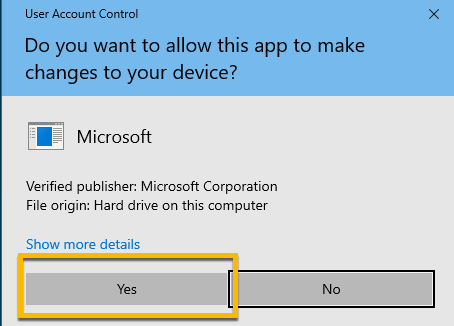 User Account Control
Do you want to allow this app to make
changes to your device?
Microsoft
Verified publisher: Microsoft Corporation
File origin: Hard drive on this computer
Show more details
Yes
No